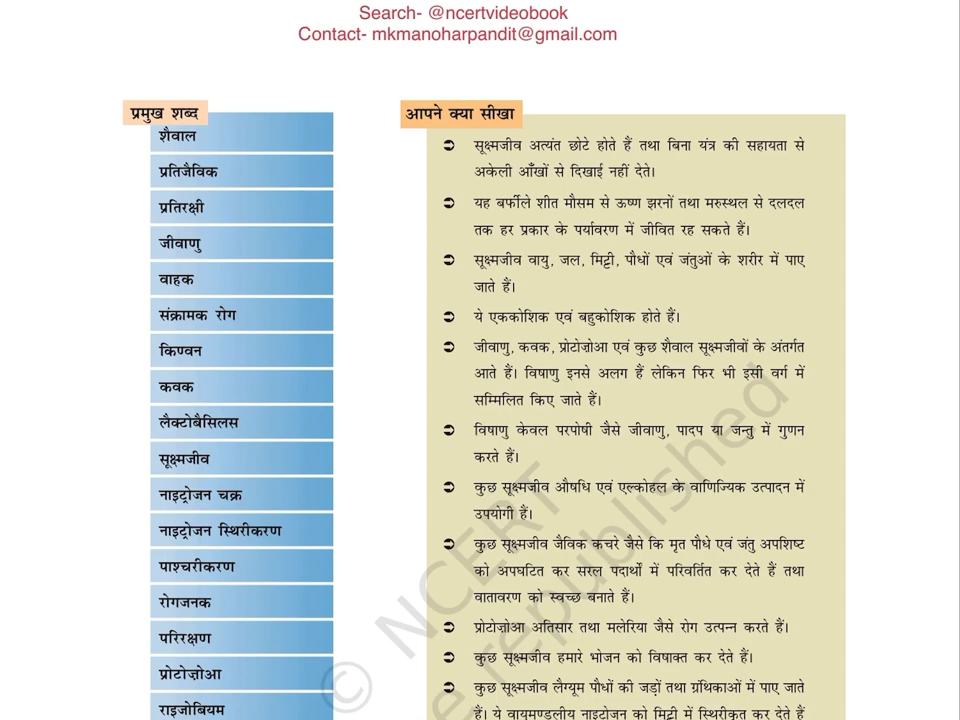 Search- @ncertvideobook
Contact- mkmanoharpandit@gmail.com
प्रमुख शब्द
शैवाल
प्रतिजैविक
प्रतिरक्षी
जीवाणु
वाहक
संक्रामक रोग
किण्वन
कवक
लैक्टोबैसिलस
सूक्ष्मजीव
नाइट्रोजन चक्र
नाइट्रोजन स्थिरीकरण
पाश्चरीकरण
रोगजनक
परिरक्षण
प्रोटोज़ोआ
राइजोबियम
आपने क्या सीखा
➲ सूक्ष्मजीव अत्यंत छोटे होते हैं तथा बिना यंत्र की सहायता से
अकेली आँखों से दिखाई नहीं देते।
➲ यह बर्फीले शीत मौसम से ऊष्ण झरनों तथा मरुस्थल से दलदल
तक हर प्रकार के पर्यावरण में जीवित रह सकते हैं।
➲ सूक्ष्मजीव वायु, जल, मिट्टी, पौधों एवं जंतुओं के शरीर में पाए
जाते हैं।
➲ ये एककोशिक एवं बहुकोशिक होते हैं।
➲ जीवाणु, कवक, प्रोटोज़ोआ एवं कुछ शैवाल सूक्ष्मजीवों के अंतर्गत
आते हैं। विषाणु इनसे अलग हैं लेकिन फिर भी इसी वर्ग में
सम्मिलित किए जाते हैं।
➲ विषाणु केवल परपोषी जैसे जीवाणु, पादप या जन्तु में गुणन
करते हैं।
➲ कुछ सूक्ष्मजीव औषधि एवं एल्कोहल के वाणिज्यिक उत्पादन में
उपयोगी हैं।
➲ कुछ सूक्ष्मजीव जैविक कचरे जैसे कि मृत पौधे एवं जंतु अपशिष्ट
को अपघटित कर सरल पदार्थों में परिवर्तित कर देते हैं तथा
वातावरण को स्वच्छ बनाते हैं।
➲ प्रोटोज़ोआ अतिसार तथा मलेरिया जैसे रोग उत्पन्न करते हैं।
➲ कुछ सूक्ष्मजीव हमारे भोजन को विषाक्त कर देते हैं।
➲ कुछ सूक्ष्मजीव लैग्यूम पौधों की जड़ों तथा ग्रंथिकाओं में पाए जाते
हैं। ये वायुमण्डलीय नाइट्रोजन को मिट्टी में स्थिरीकृत कर देते हैं
© NCERT
be republished